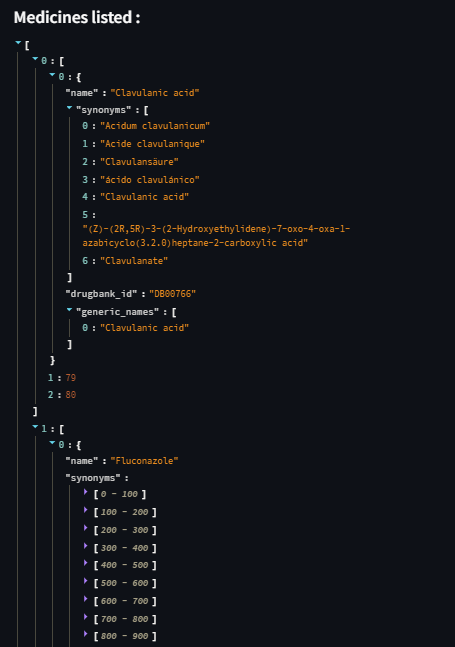 Medicines listed :
[
0 : [
0 : {
"name" : "Clavulanic acid"
"synonyms" : [
0 : "Acidum clavulanicum"
1 : "Acide clavulanique"
2 : "Clavulansäure"
3 : "ácido clavulánico"
4 : "Clavulanic acid"
5 :
"(Z)-(2R,5R)-3-(2-Hydroxyethylidene)-7-oxo-4-oxa-1-
azabicyclo(3.2.0)heptane-2-carboxylic acid"
6 : "Clavulanate"
]
"drugbank_id" : "DB00766"
"generic_names" : [
0 : "Clavulanic acid"
]
}
1 : 79
2 : 80
]
1 : [
0 : {
"name" : "Fluconazole"
"synonyms" :
[ 0 - 100 ]
[ 100 - 200 ]
[ 200 - 300 ]
[ 300 - 400 ]
[ 400 - 500 ]
[ 500 - 600 ]
[ 600 - 700 ]
[ 700 - 800 ]
[ 800 - 900 ]